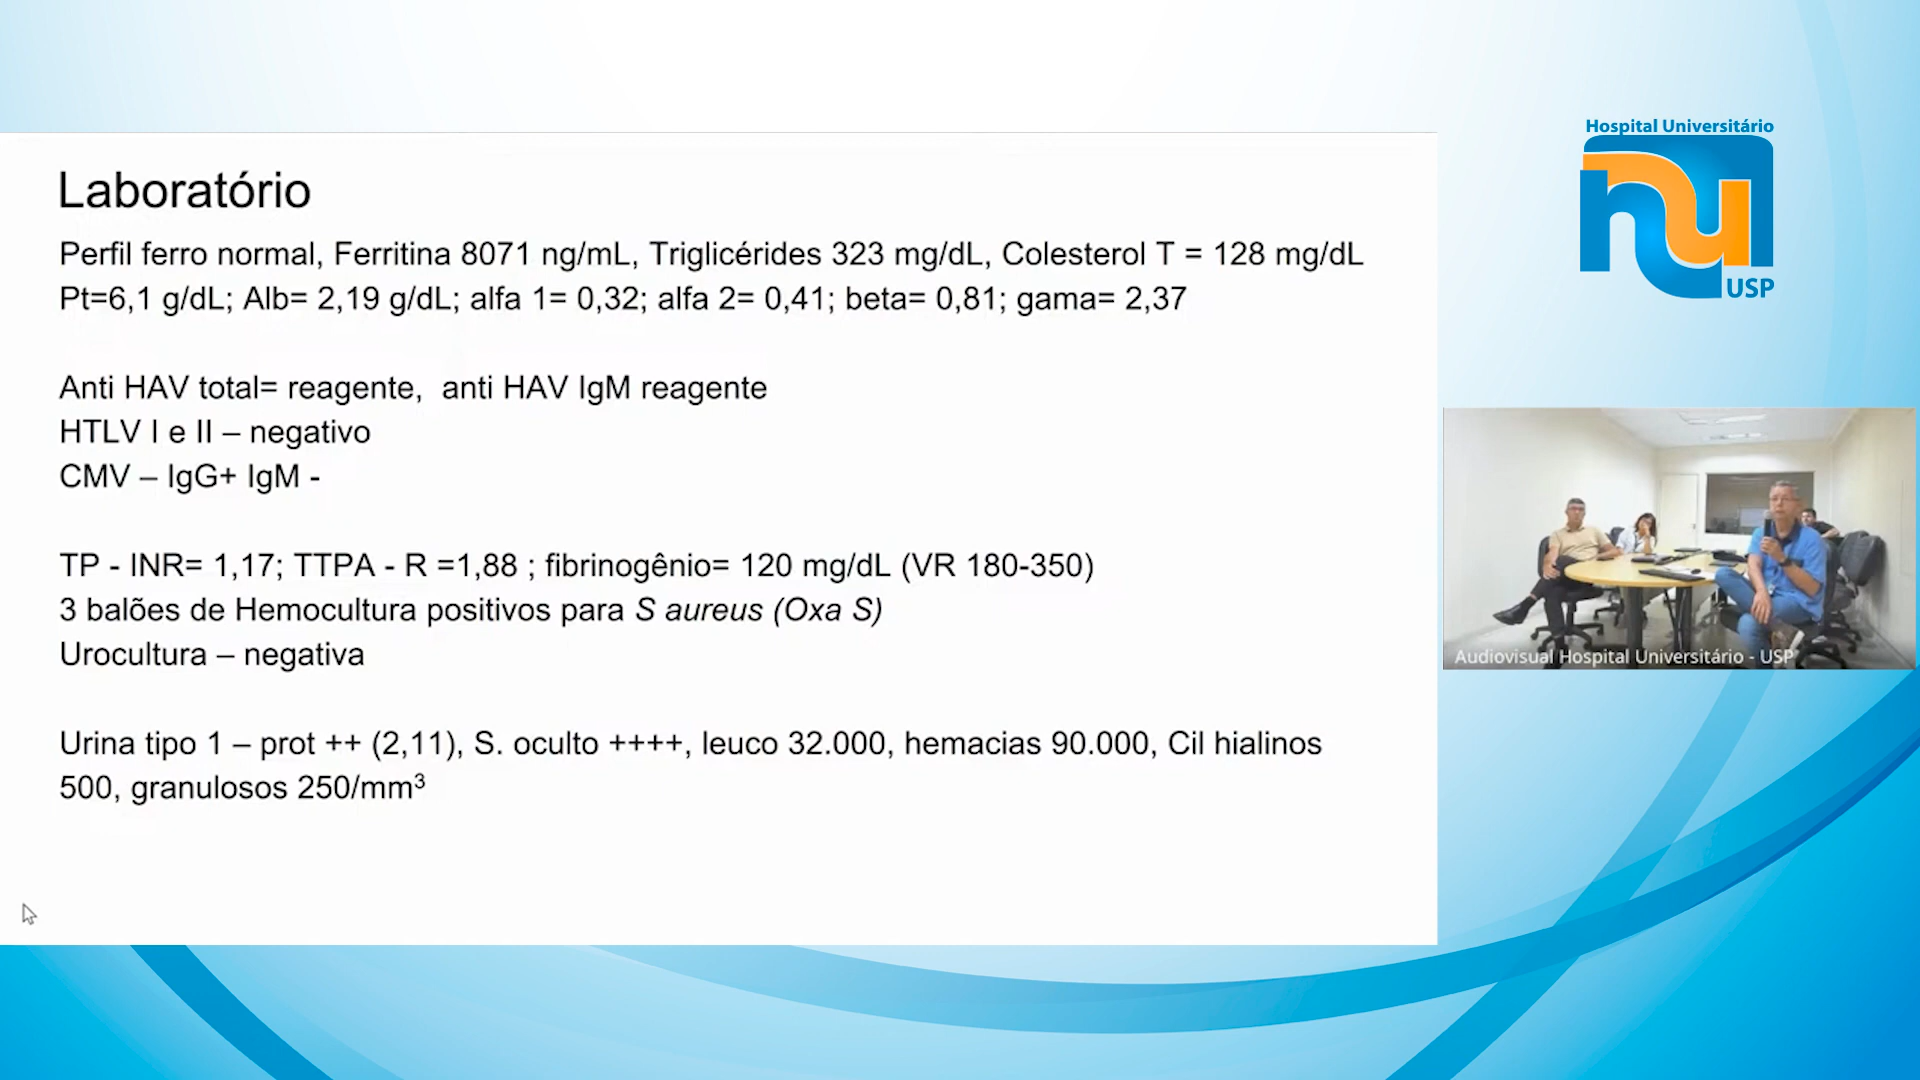 Hospital Universitário
USP
Laboratório
Perfil ferro normal, Ferritina 8071 ng/mL, Triglicérides 323 mg/dL, Colesterol T = 128 mg/dL
Pt=6,1 g/dL; Alb= 2,19 g/dL; alfa 1= 0,32; alfa 2= 0,41; beta= 0,81; gama= 2,37
Anti HAV total= reagente, anti HAV IgM reagente
HTLV I e II – negativo
CMV – IgG+ IgM -
TP - INR= 1,17; TTPA - R =1,88 ; fibrinogênio= 120 mg/dL (VR 180-350)
3 balões de Hemocultura positivos para S aureus (Oxa S)
Urocultura – negativa
Urina tipo 1 – prot ++ (2,11), S. oculto ++++, leuco 32.000, hemacias 90.000, Cil hialinos
500, granulosos 250/mm³
Audiovisual Hospital Universitário - USP